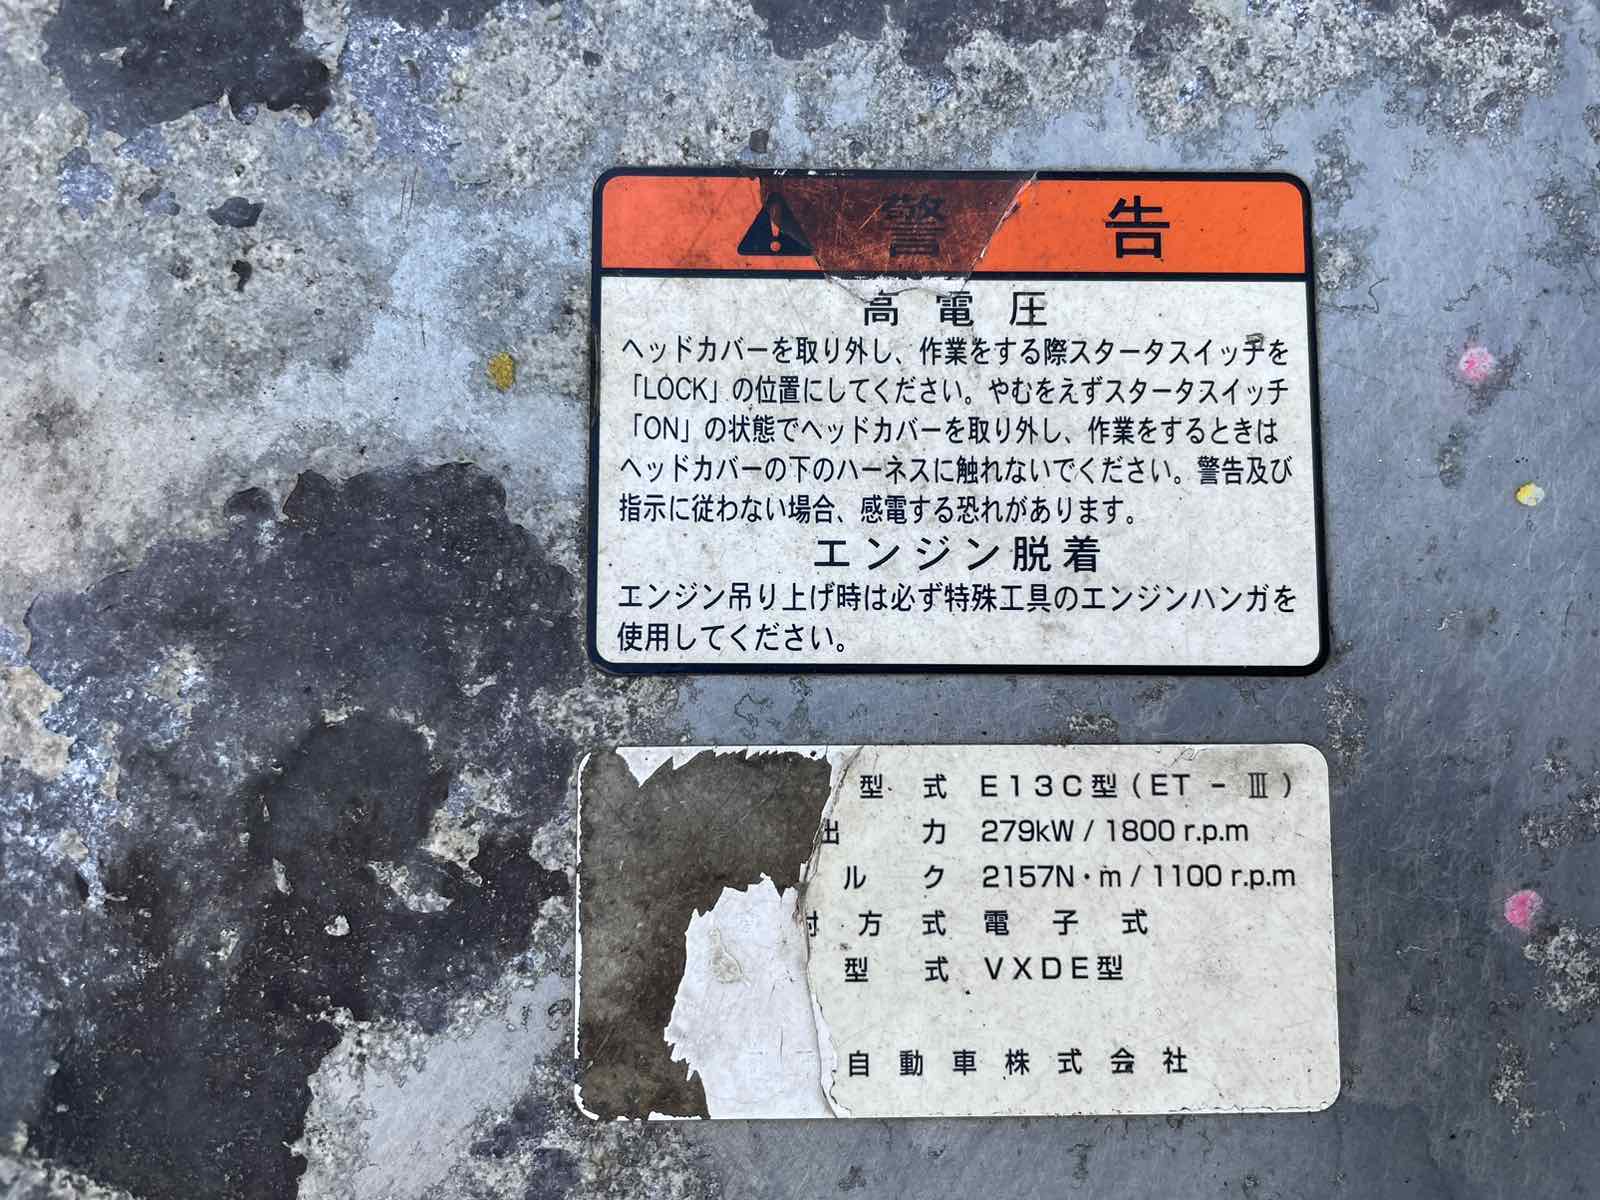 警告
高電圧
ヘッドカバーを取り外し、作業をする際スタータスイッチを
「LOCK」の位置にしてください。やむをえずスタータスイッチ
「ON」の状態でヘッドカバーを取り外し、作業をするときは
ヘッドカバーの下のハーネスに触れないでください。警告及び
指示に従わない場合、感電する恐れがあります。
エンジン脱着
エンジン吊り上げ時は必ず特殊工具のエンジンハンガを
使用してください。
型式 E13C型(ET-Ⅲ)
出力 279kW/1800r.p.m
ルク 2157N・m/1100r.p.m
方式 電子式
型式 VXDE型
自動車株式会社